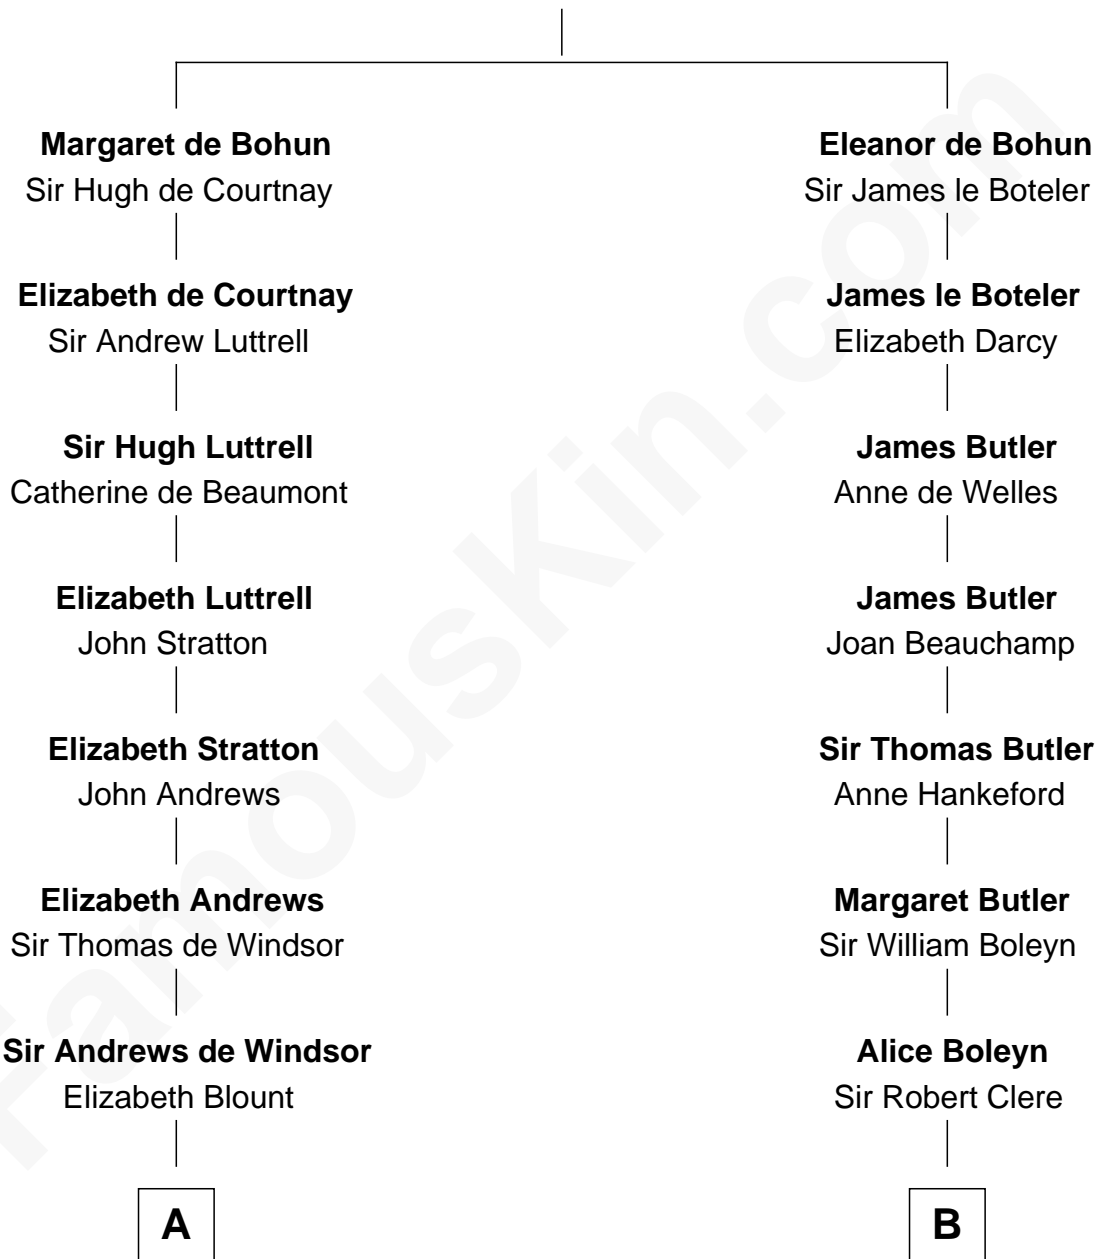 Margaret de Bohun
Sir Hugh de Courtnay
Elizabeth de Courtnay
Sir Andrew Luttrell
Sir Hugh Luttrell
Catherine de Beaumont
Elizabeth Luttrell
John Stratton
Elizabeth Stratton
John Andrews
Elizabeth Andrews
Sir Thomas de Windsor
Sir Andrews de Windsor
Elizabeth Blount
A
Eleanor de Bohun
Sir James le Boteler
James le Boteler
Elizabeth Darcy
James Butler
Anne de Welles
James Butler
Joan Beauchamp
Sir Thomas Butler
Anne Hankeford
Margaret Butler
Sir William Boleyn
Alice Boleyn
Sir Robert Clere
B
FamousKin.com